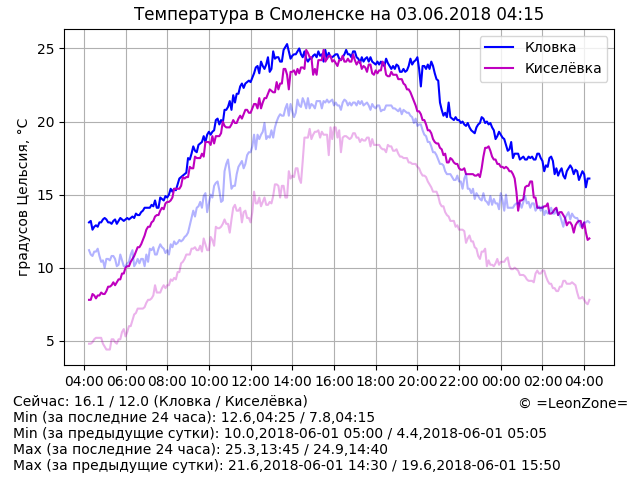 Температура в Смоленске на 03.06.2018 04:15
градусов Цельсия, °C
25
20
15
10
5
Кловка
Киселёвка
04:00 06:00 08:00 10:00 12:00 14:00 16:00 18:00 20:00 22:00 00:00 02:00 04:00
Сейчас: 16.1 / 12.0 (Кловка / Киселёвка)
© =LeonZone=
Min (за последние 24 часа): 12.6,04:25 / 7.8,04:15
Min (за предыдущие сутки): 10.0,2018-06-01 05:00 / 4.4,2018-06-01 05:05
Max (за последние 24 часа): 25.3,13:45 / 24.9,14:40
Max (за предыдущие сутки): 21.6,2018-06-01 14:30 / 19.6,2018-06-01 15:50